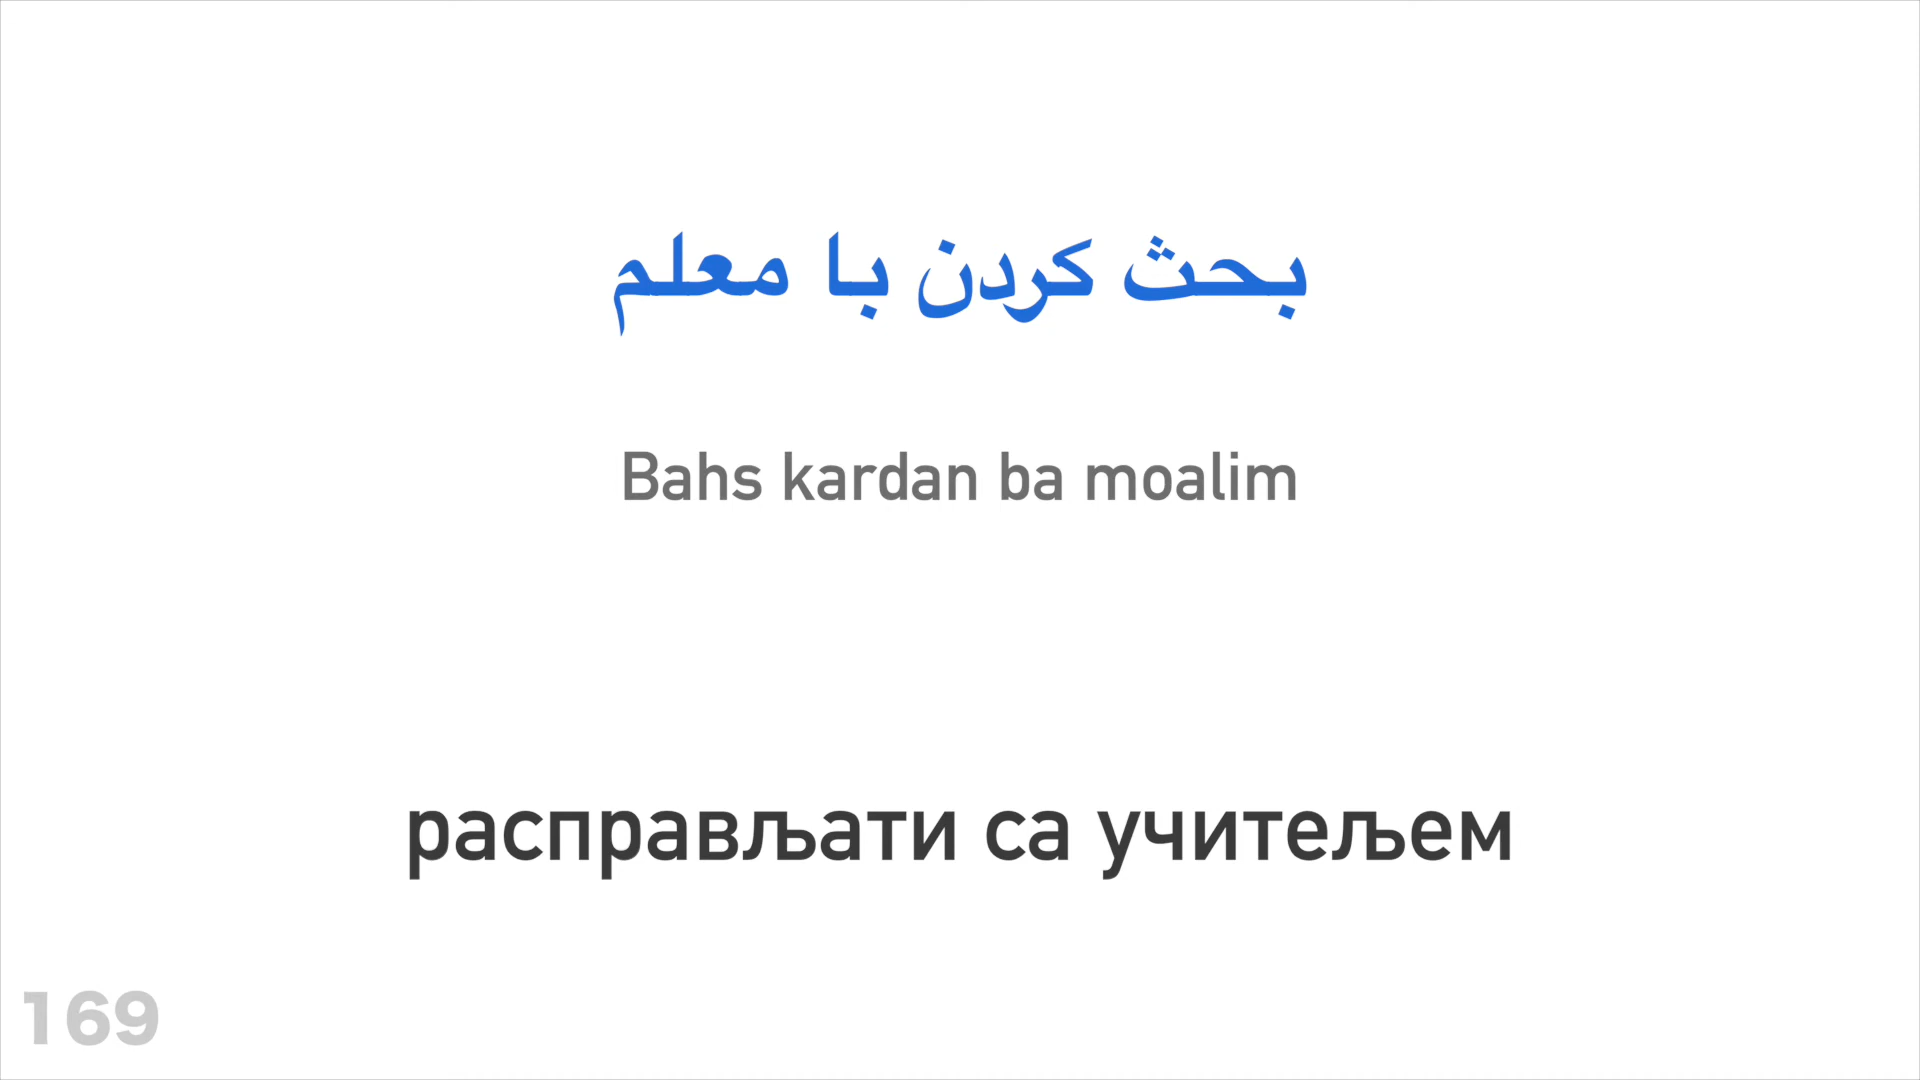 بحث کردن با معلم
Bahs kardan ba moalim
расправљати са учитељем
169